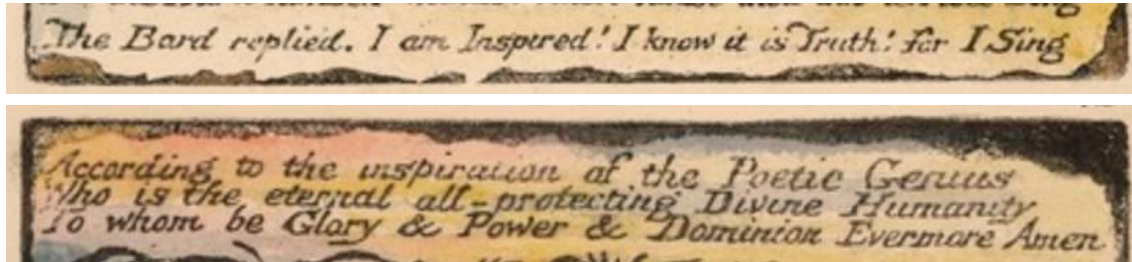 The Bard replied. I am Inspired! I know it is Truth! for I Sing
According to the inspiration of the Poetic Genius
Who is the eternal all-protecting Divine Humanity
To whom be Glory & Power & Dominion Evermore Amen